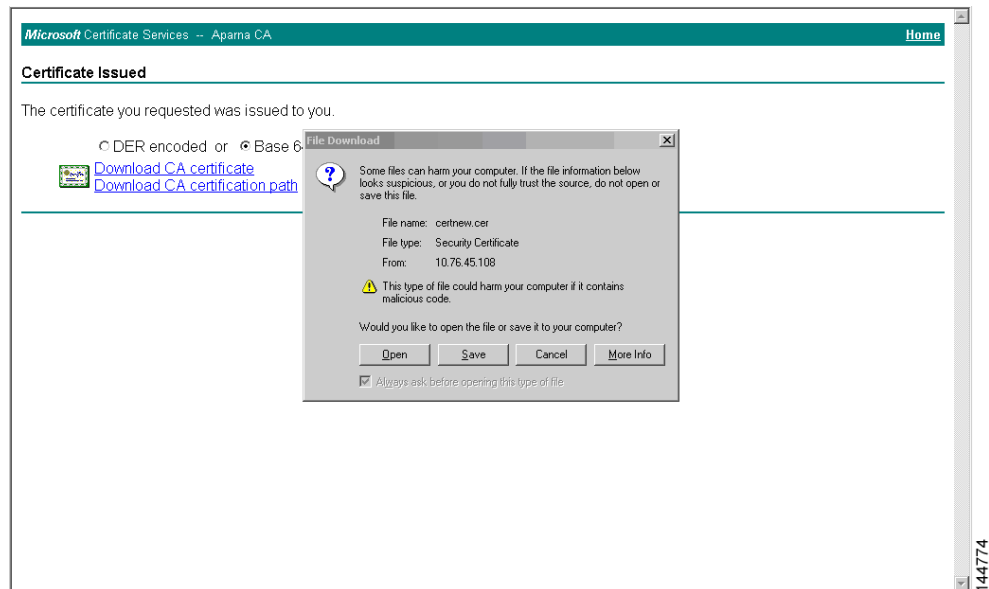 Microsoft Certificate Services -- Aparna CA
Home
Certificate Issued
The certificate you requested was issued to you.
DER encoded or Base 6
Download CA certificate
Download CA certification path
File Download
Some files can harm your computer. If the file information below
looks suspicious, or you do not fully trust the source, do not open or
save this file.
File name: certnew.cer
File type: Security Certificate
From: 10.76.45.108
This type of file could harm your computer if it contains
malicious code.
Would you like to open the file or save it to your computer?
Open
Save
Cancel
More Info
Always ask before opening this type of file
144774